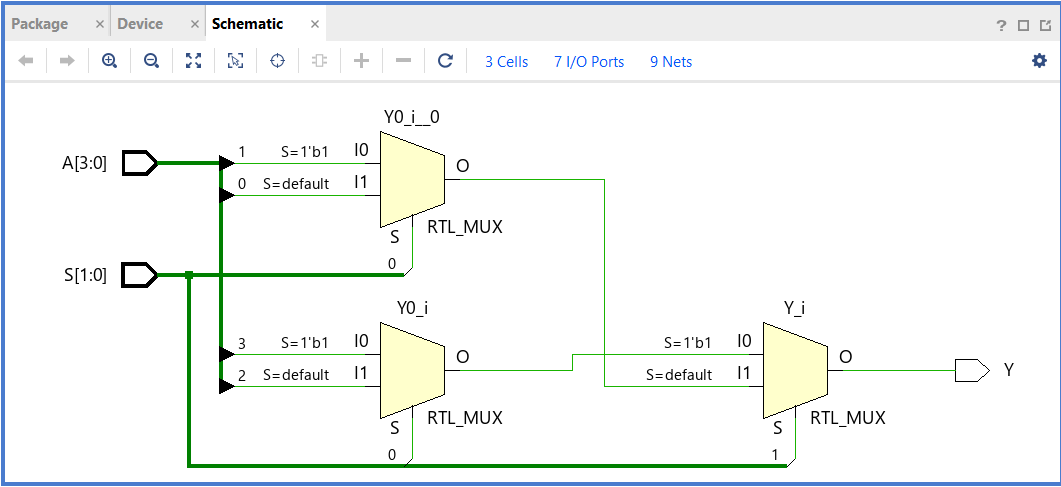 Package × Device × Schematic ×
3 Cells 7 I/O Ports 9 Nets
Y0_i__0
A[3:0] 1 S=1'b1 I0 O
0 S=default I1
S RTL_MUX
S[1:0] 0
Y0_i Y_i
3 S=1'b1 I0 O S=1'b1 I0 O
2 S=default I1 S=default I1 Y
S RTL_MUX S RTL_MUX
0 1